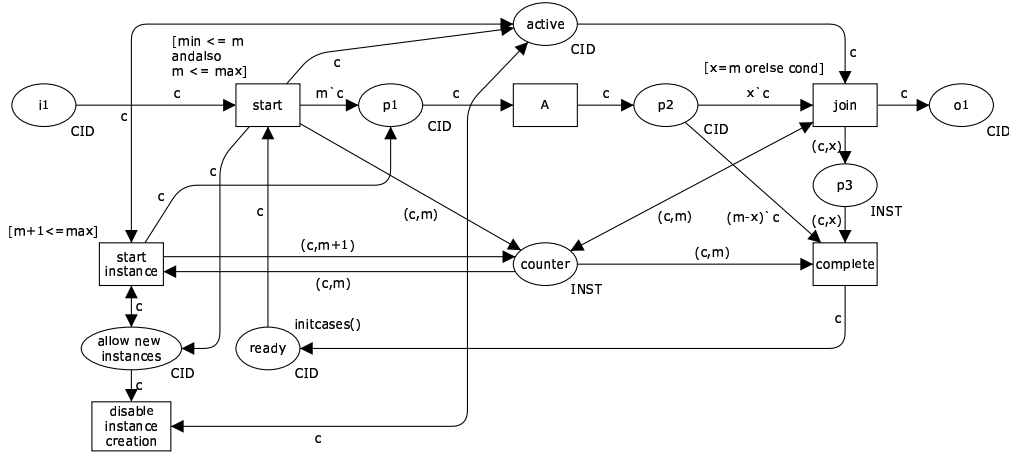 active
CID
c
[min <= m
andalso
m <= max]
c
c
[x=m orelse cond]
i1
CID
c
start
m`c
p1
CID
c
A
c
p2
CID
x`c
join
c
o1
CID
c
c
c
(c,x)
p3
INST
(c,m)
(c,m)
(m-x)`c
(c,x)
[m+1<=max]
start
instance
(c,m+1)
(c,m)
counter
INST
(c,m)
complete
c
allow new
instances
CID
ready
initcases()
CID
c
c
disable
instance
creation
c